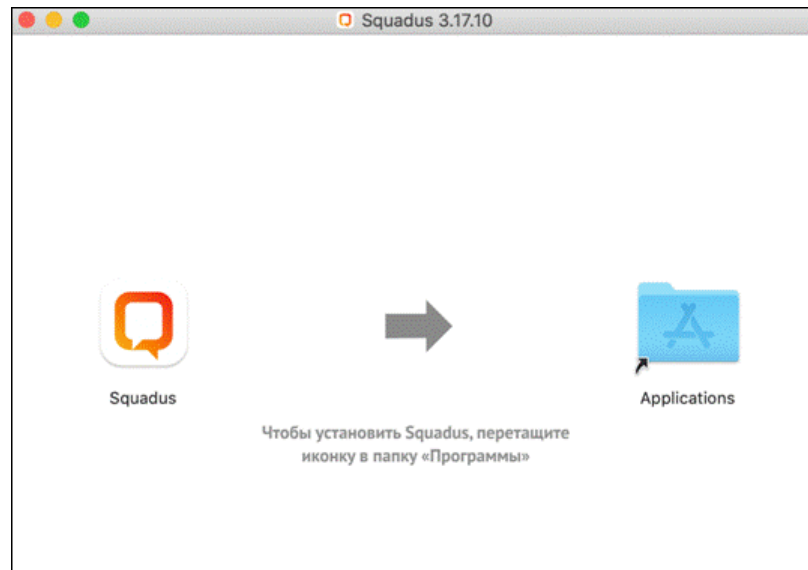 Squadus 3.17.10
Squadus
Applications
Чтобы установить Squadus, перетащите
иконку в папку «Программы»